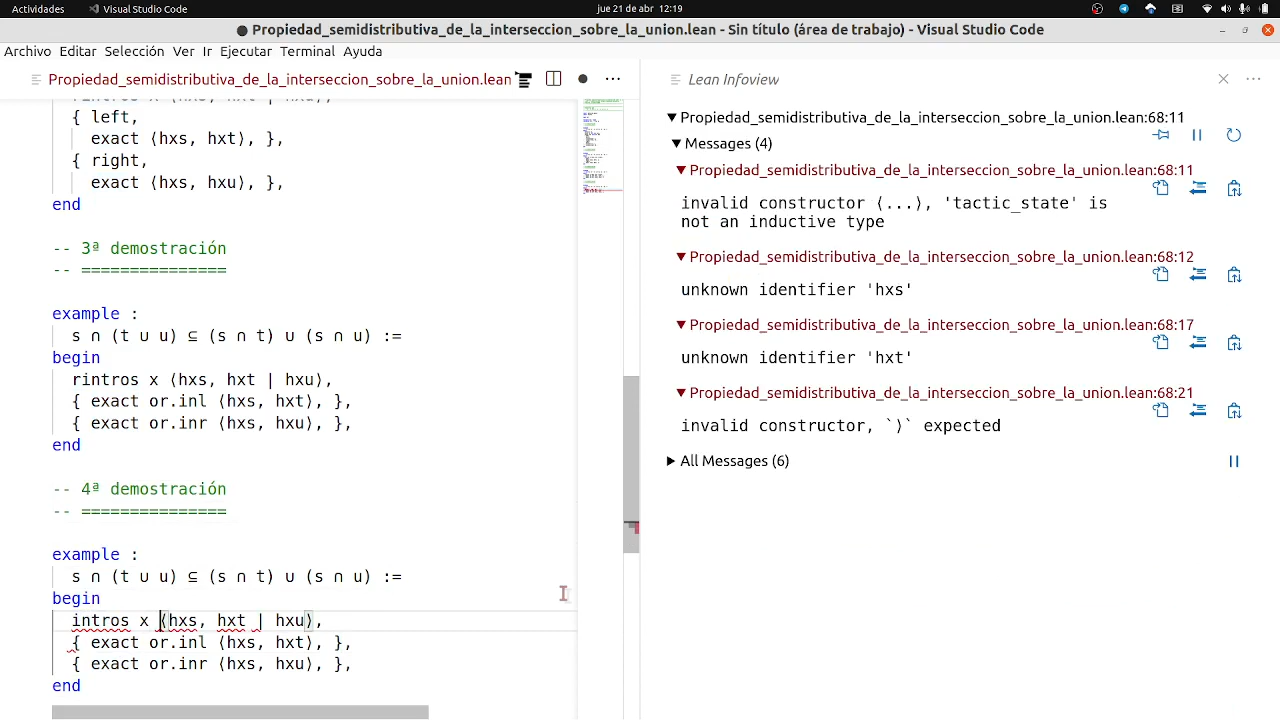 Actividades Visual Studio Code jue 21 de abr 12:19
Propiedad_semidistributiva_de_la_interseccion_sobre_la_union.lean - Sin título (área de trabajo) - Visual Studio Code
Archivo Editar Selección Ver Ir Ejecutar Terminal Ayuda
Propiedad_semidistributiva_de_la_interseccion_sobre_la_union.lean
rintros x ⟨hxs, hxt | hxu⟩,
{ left,
exact ⟨hxs, hxt⟩, },
{ right,
exact ⟨hxs, hxu⟩, },
end
-- 3ª demostración
-- ===============
example :
s ∩ (t ∪ u) ⊆ (s ∩ t) ∪ (s ∩ u) :=
begin
rintros x ⟨hxs, hxt | hxu⟩,
{ exact or.inl ⟨hxs, hxt⟩, },
{ exact or.inr ⟨hxs, hxu⟩, },
end
-- 4ª demostración
-- ===============
example :
s ∩ (t ∪ u) ⊆ (s ∩ t) ∪ (s ∩ u) :=
begin
intros x ⟨hxs, hxt | hxu⟩,
{ exact or.inl ⟨hxs, hxt⟩, },
{ exact or.inr ⟨hxs, hxu⟩, },
end
Lean Infoview
Propiedad_semidistributiva_de_la_interseccion_sobre_la_union.lean:68:11
Messages (4)
Propiedad_semidistributiva_de_la_interseccion_sobre_la_union.lean:68:11
invalid constructor ⟨...⟩, 'tactic_state' is
not an inductive type
Propiedad_semidistributiva_de_la_interseccion_sobre_la_union.lean:68:12
unknown identifier 'hxs'
Propiedad_semidistributiva_de_la_interseccion_sobre_la_union.lean:68:17
unknown identifier 'hxt'
Propiedad_semidistributiva_de_la_interseccion_sobre_la_union.lean:68:21
invalid constructor, `⟩` expected
All Messages (6)